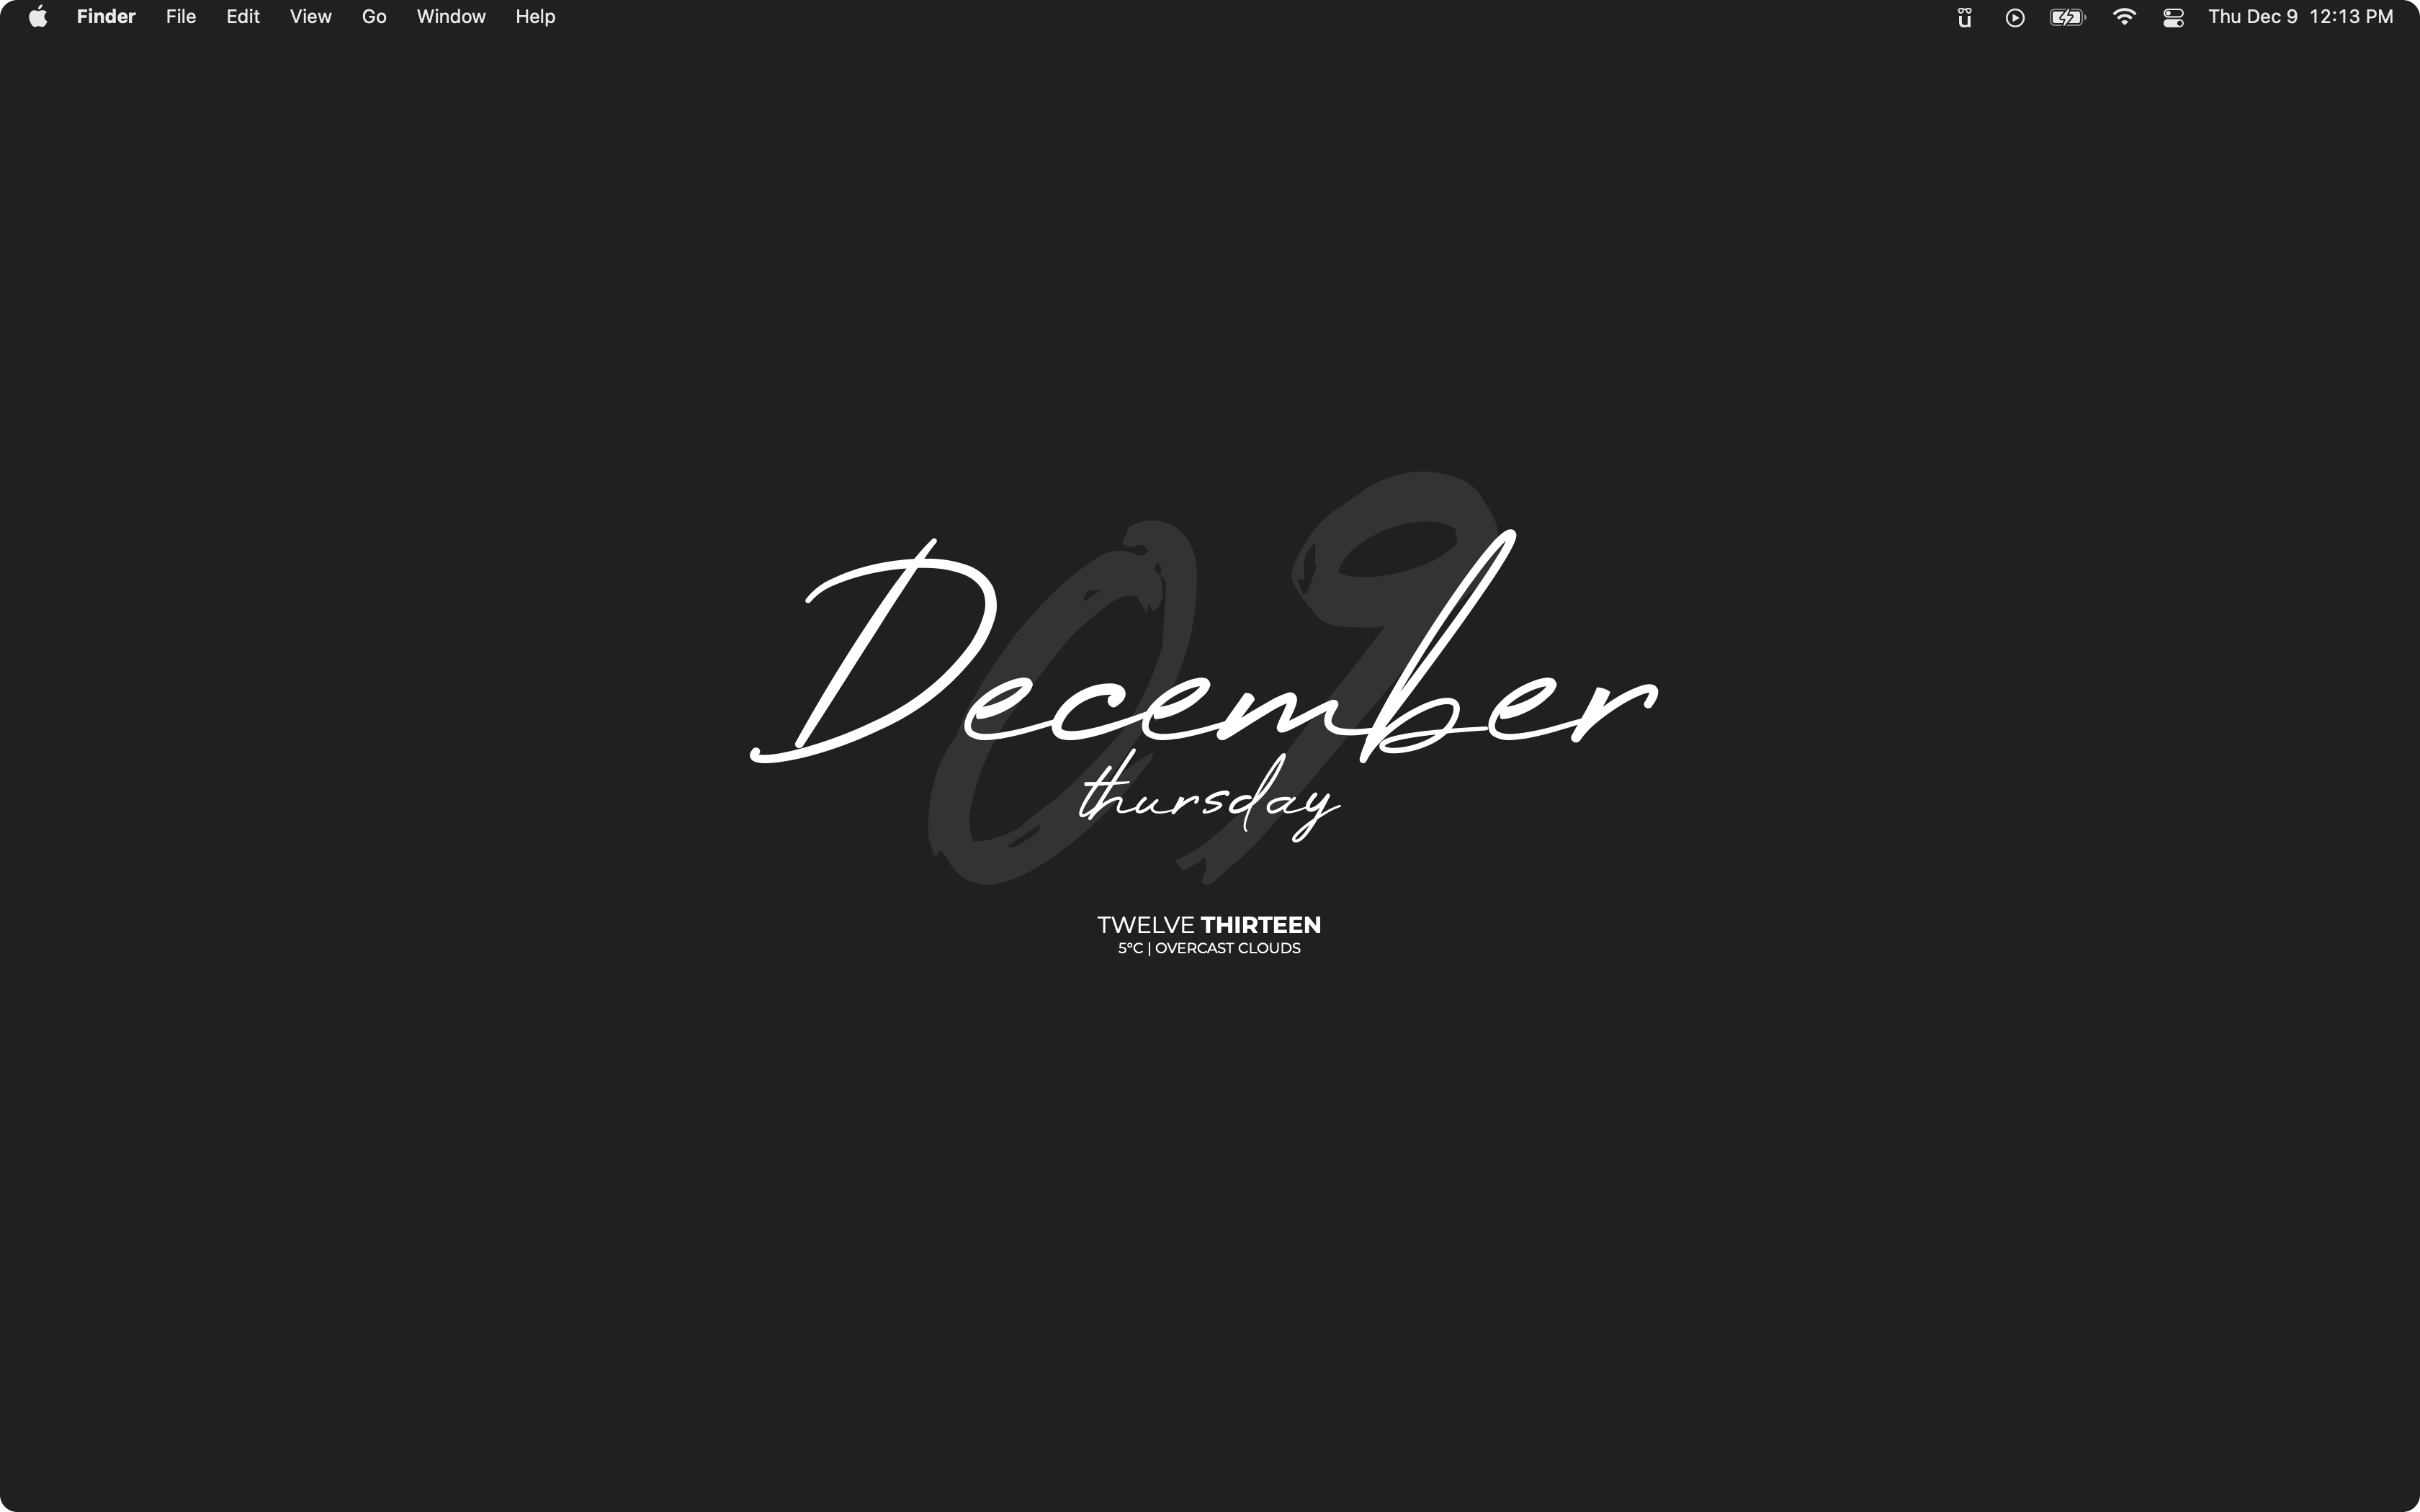 Finder File Edit View Go Window Help ü Thu Dec 9 12:13 PM
09
December
thursday
TWELVE THIRTEEN
5°C | OVERCAST CLOUDS